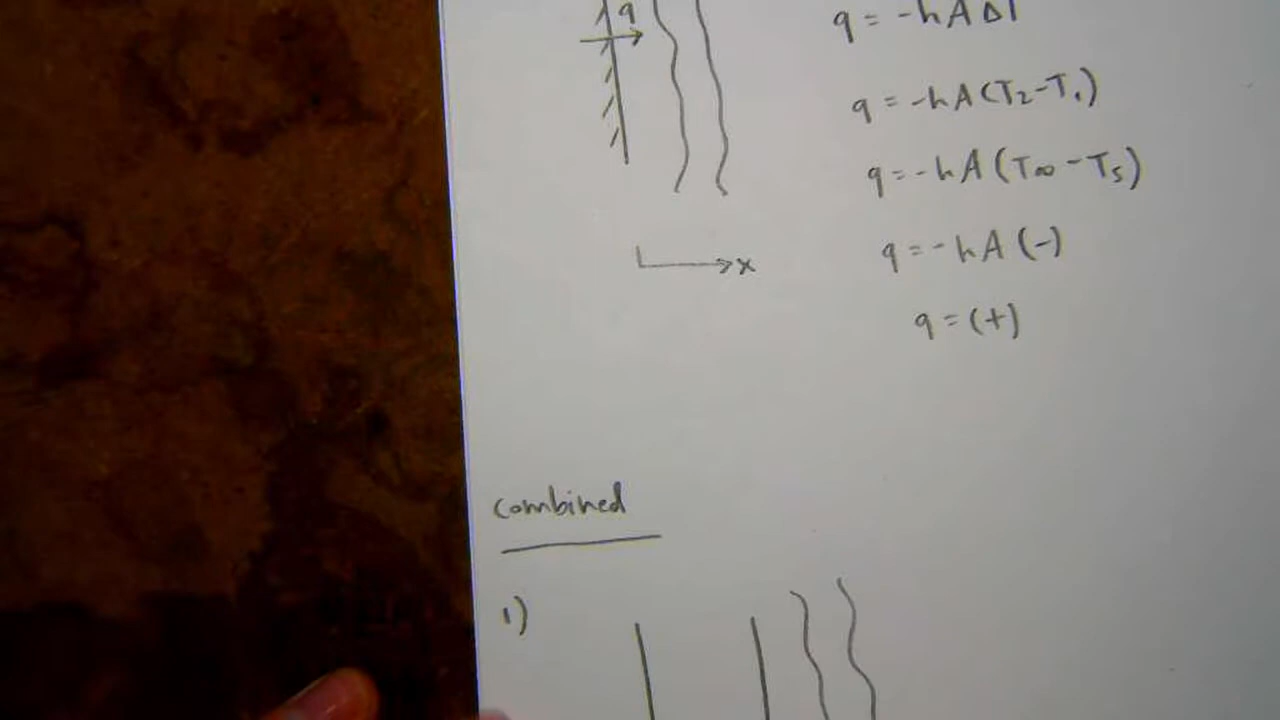 q
q = -hAΔT
q = -hA(T₂-T₁)
q = -hA(T∞-Tₛ)
q = -hA(-)
x
q = (+)
combined
1)